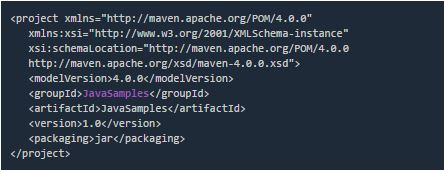 <project xmlns="http://maven.apache.org/POM/4.0.0"
xmlns:xsi="http://www.w3.org/2001/XMLSchema-instance"
xsi:schemaLocation="http://maven.apache.org/POM/4.0.0
http://maven.apache.org/xsd/maven-4.0.0.xsd">
<modelVersion>4.0.0</modelVersion>
<groupId>JavaSamples</groupId>
<artifactId>JavaSamples</artifactId>
<version>1.0</version>
<packaging>jar</packaging>
</project>